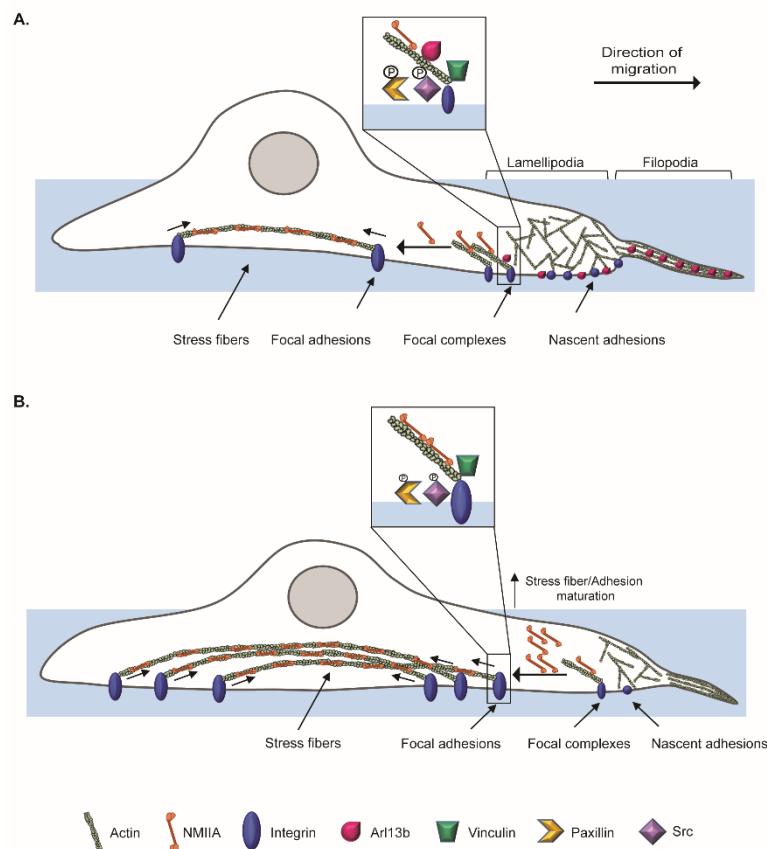 A.
Direction of
migration
P
P
Lamellipodia
Filopodia
Stress fibers
Focal adhesions
Focal complexes
Nascent adhesions
B.
P
P
Stress fiber/Adhesion
maturation
Stress fibers
Focal adhesions
Focal complexes
Nascent adhesions
Actin
NMIIA
Integrin
Arl13b
Vinculin
Paxillin
Src